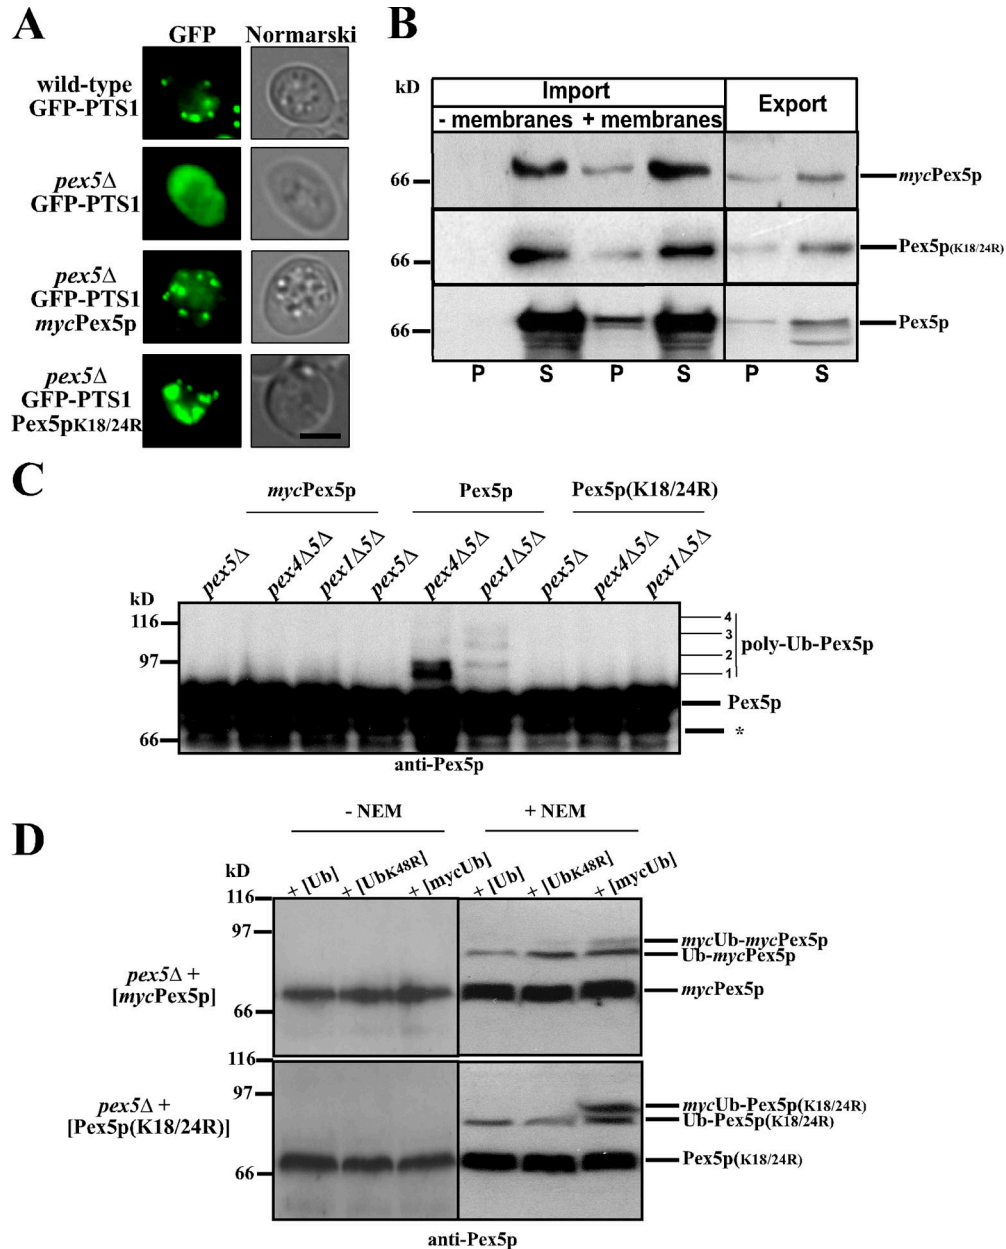 A
GFP Normarski
wild-type
GFP-PTS1
pex5Δ
GFP-PTS1
pex5Δ
GFP-PTS1
mycPex5p
pex5Δ
GFP-PTS1
Pex5pK18/24R
B
kD
Import Export
- membranes + membranes
66 mycPex5p
66 Pex5p(K18/24R)
66 Pex5p
P S P S P S
C
mycPex5p Pex5p Pex5p(K18/24R)
pex5Δ pex4Δ5Δ pex1Δ5Δ pex5Δ pex4Δ5Δ pex1Δ5Δ pex5Δ pex4Δ5Δ pex1Δ5Δ
kD
116
97
66
4
3
2
1
poly-Ub-Pex5p
Pex5p
*
anti-Pex5p
D
- NEM + NEM
kD
+ [Ub] + [UbK48R] + [mycUb] + [Ub] + [UbK48R] + [mycUb]
116
97
66
pex5Δ +
[mycPex5p]
mycUb-mycPex5p
Ub-mycPex5p
mycPex5p
116
97
66
pex5Δ +
[Pex5p(K18/24R)]
mycUb-Pex5p(K18/24R)
Ub-Pex5p(K18/24R)
Pex5p(K18/24R)
anti-Pex5p